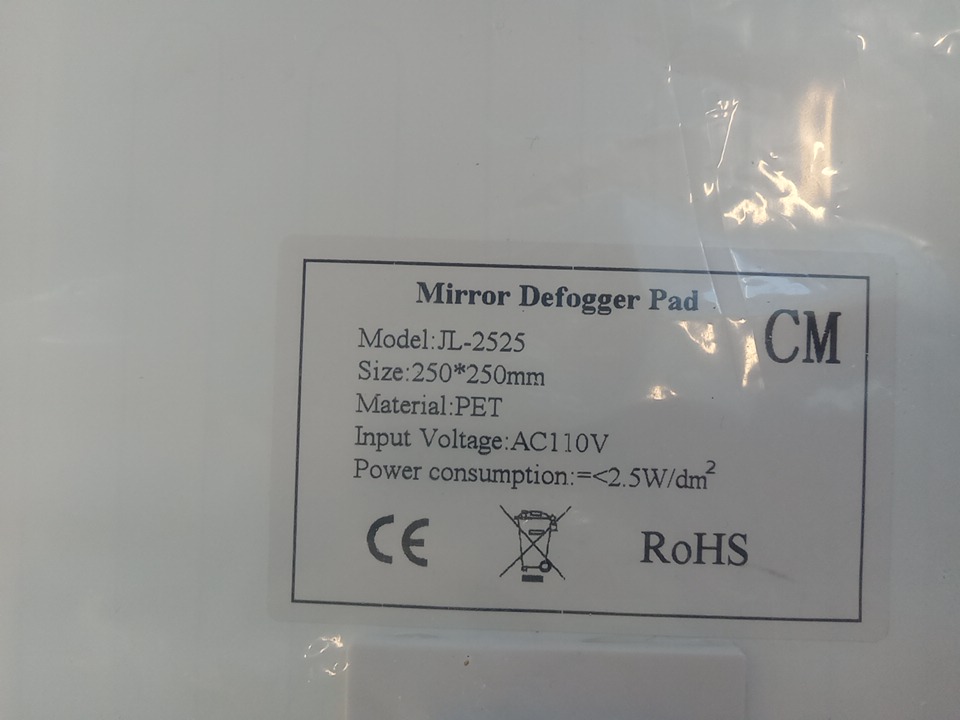 Mirror Defogger Pad
CM
Model:JL-2525
Size:250*250mm
Material:PET
Input Voltage:AC110V
Power consumption:=<2.5W/dm²
CE
RoHS